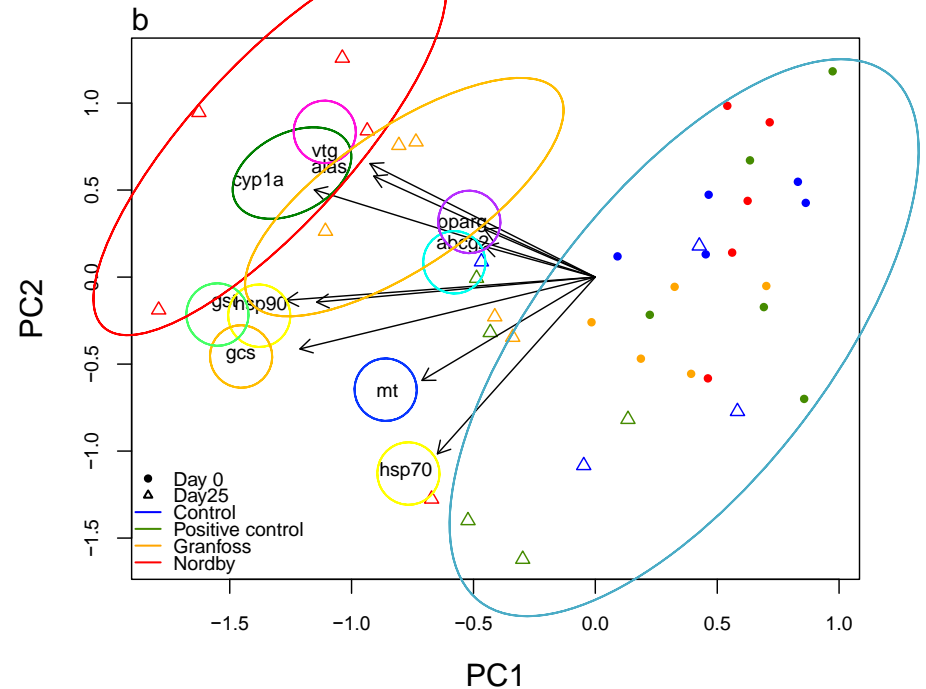 b
1.0
0.5
0.0
−0.5
−1.0
−1.5
PC2
vtg
alas
cyp1a
pparg
abcg2
hsp90
gcs
mt
hsp70
Day 0
Day25
Control
Positive control
Granfoss
Nordby
−1.5 −1.0 −0.5 0.0 0.5 1.0
PC1